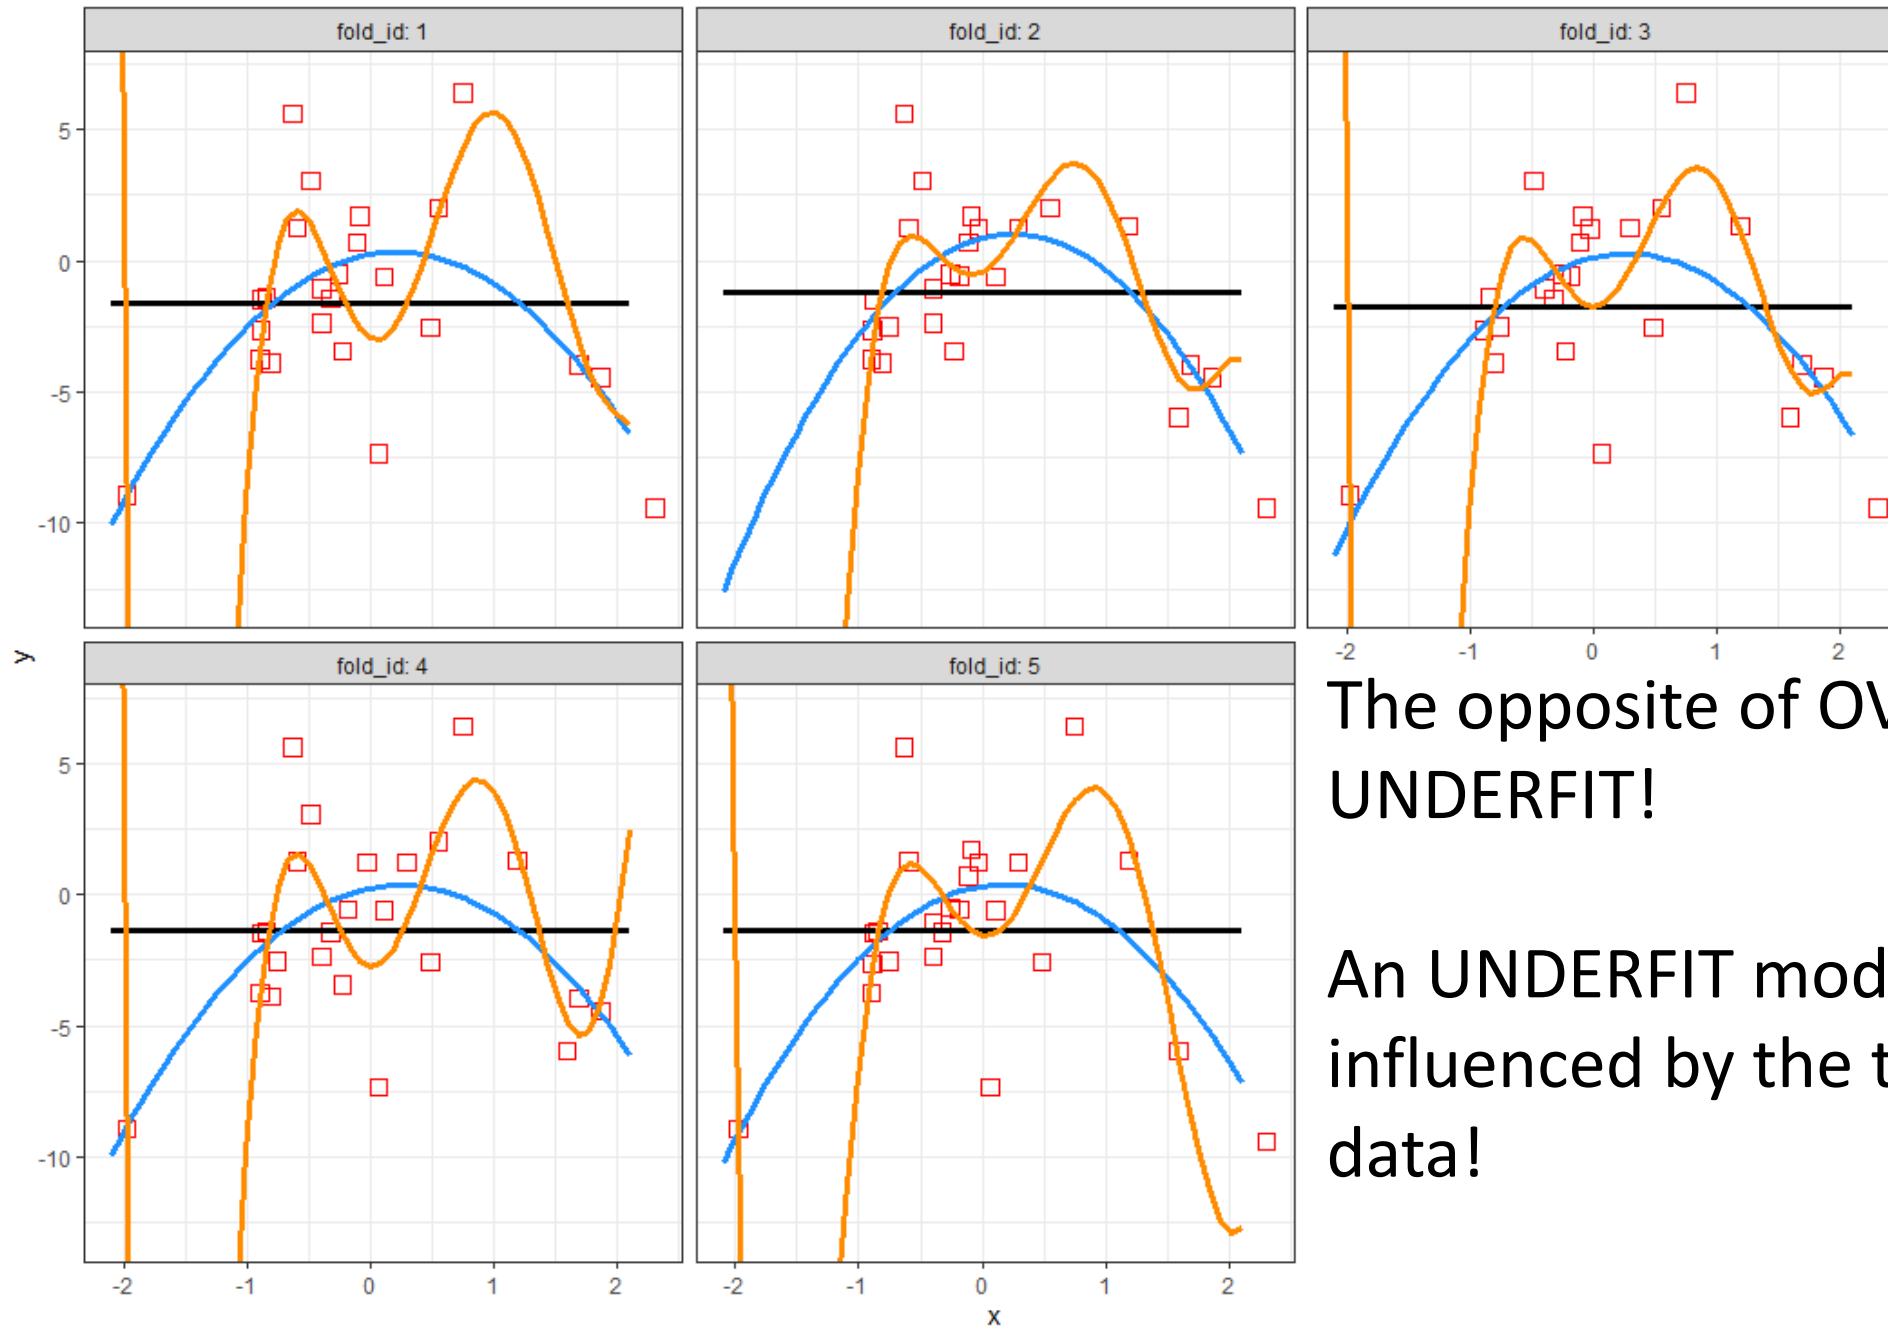 fold_id: 1
fold_id: 2
fold_id: 3
5
0
-5
-10
-2 -1 0 1 2
y
fold_id: 4
fold_id: 5
5
0
-5
-10
-2 -1 0 1 2
-2 -1 0 1 2
x
The opposite of
UNDERFIT!
An UNDERFIT
influenced by the
data!